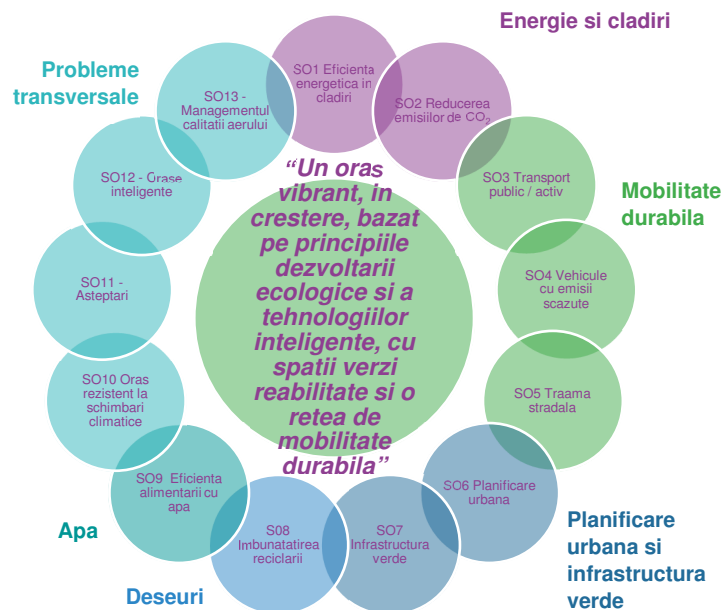 Energie si cladiri
SO1 Eficienta
energetica in
cladiri
SO2 Reducerea
emisiilor de CO₂
Mobilitate
durabila
SO3 Transport
public / activ
SO4 Vehicule
cu emisii
scazute
SO5 Traama
stradala
Planificare
urbana si
infrastructura
verde
SO6 Planificare
urbana
SO7
Infrastructura
verde
Deseuri
S08
Imbunatatirea
reciclarii
Apa
SO9 Eficienta
alimentarii cu
apa
Probleme
transversale
SO10 Oras
rezistent la
schimbari
climatice
SO11 -
Asteptari
SO12 - Orase
inteligente
SO13 -
Managementul
calitatii aerului
“Un oras
vibrant, in
crestere, bazat
pe principiile
dezvoltarii
ecologice si a
tehnologiilor
inteligente, cu
spatii verzi
reabilitate si o
retea de
mobilitate
durabila”